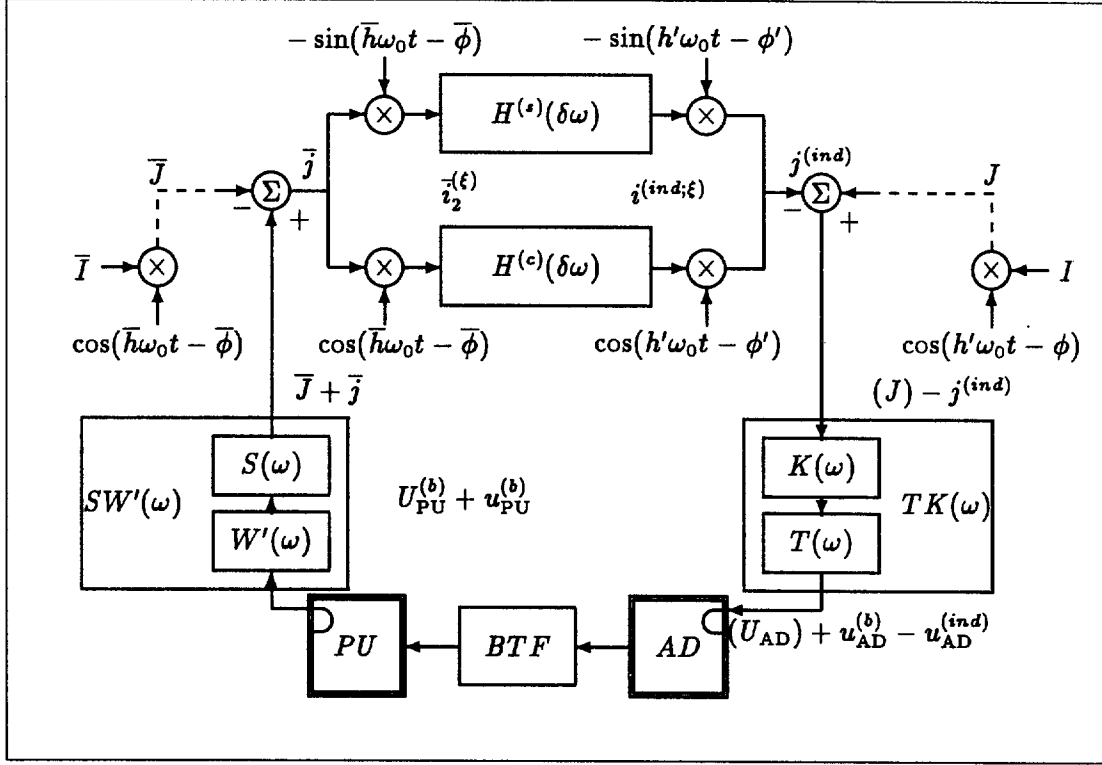 − sin(h̅ω₀t − φ̅)
− sin(h′ω₀t − φ′)
×
H⁽ˢ⁾(δω)
×
J̅
j̅
i̅₂^(ξ)
i^(ind;ξ)
j^(ind)
J
Σ
−
+
Σ
−
+
I̅
×
×
H⁽ᶜ⁾(δω)
×
×
I
cos(h̅ω₀t − φ̅)
cos(h̅ω₀t − φ̅)
cos(h′ω₀t − φ′)
cos(h′ω₀t − φ)
J̅ + j̅
(J) − j^(ind)
S(ω)
K(ω)
SW′(ω)
U_PU^(b) + u_PU^(b)
TK(ω)
W′(ω)
T(ω)
PU
BTF
AD
(U_AD) + u_AD^(b) − u_AD^(ind)